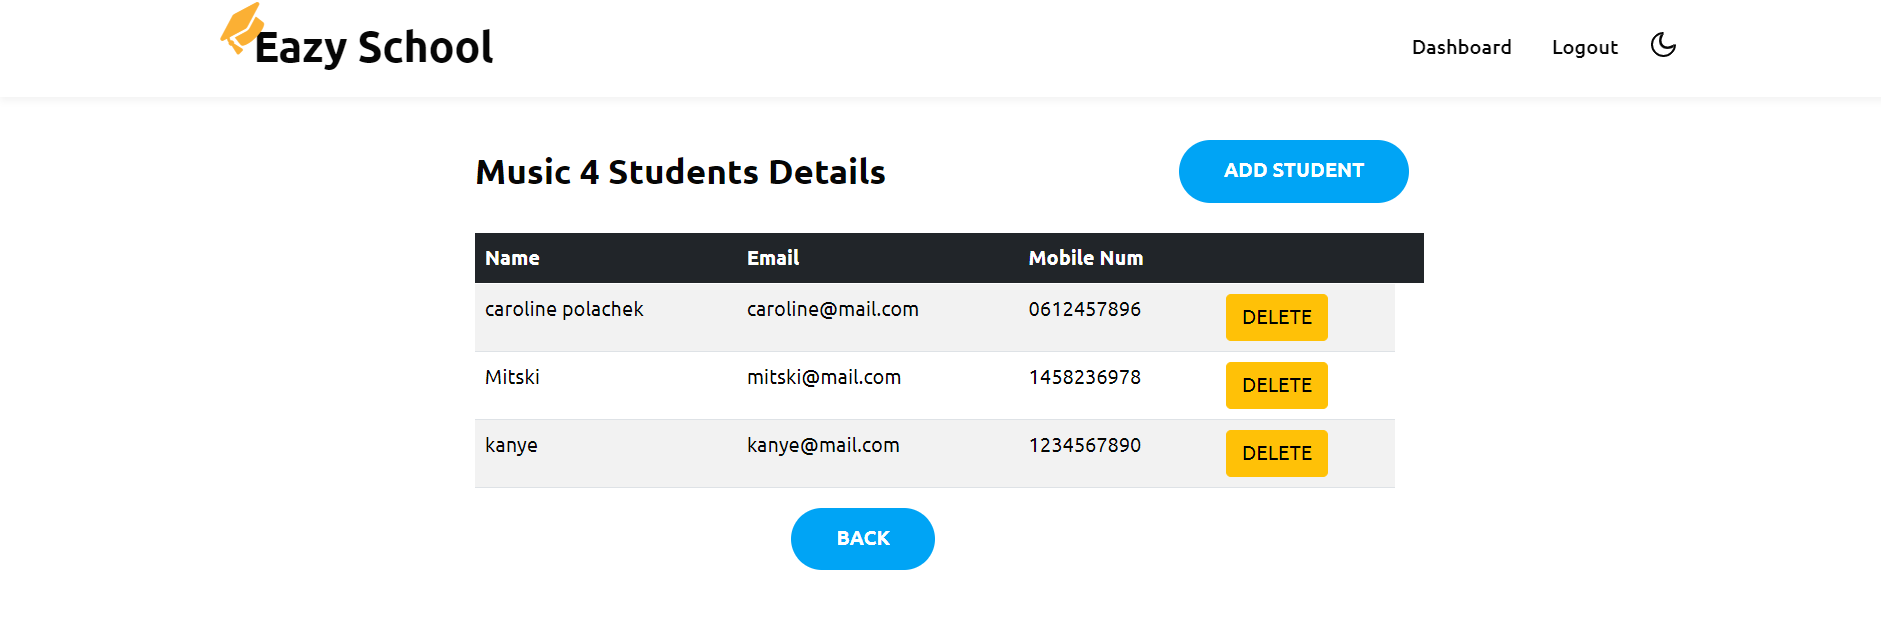 Eazy School
Dashboard Logout
Music 4 Students Details
ADD STUDENT
Name Email Mobile Num
caroline polachek caroline@mail.com 0612457896 DELETE
Mitski mitski@mail.com 1458236978 DELETE
kanye kanye@mail.com 1234567890 DELETE
BACK